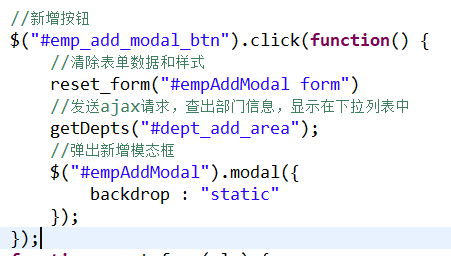 //新增按钮
$("#emp_add_modal_btn").click(function() {
//清除表单数据和样式
reset_form("#empAddModal form")
//发送ajax请求，查出部门信息，显示在下拉列表中
getDepts("#dept_add_area");
//弹出新增模态框
$("#empAddModal").modal({
backdrop : "static"
});
});